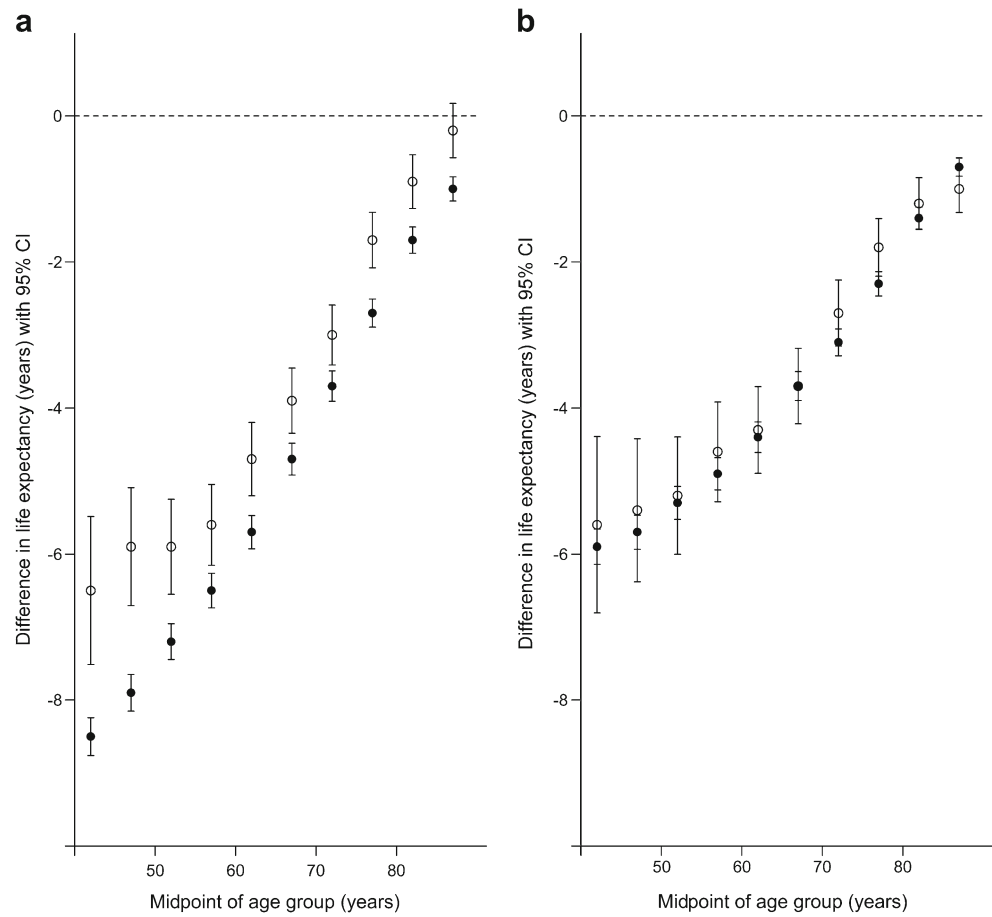 a
0
-2
-4
-6
-8
50 60 70 80
Midpoint of age group (years)
Difference in life expectancy (years) with 95% CI
b
0
-2
-4
-6
-8
50 60 70 80
Midpoint of age group (years)
Difference in life expectancy (years) with 95% CI